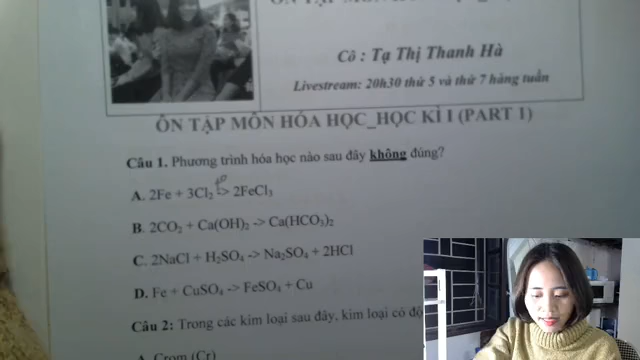 Cô : Tạ Thị Thanh Hà
Livestream: 20h30 thứ 5 và thứ 7 hàng tuần
ÔN TẬP MÔN HÓA HỌC_HỌC KÌ I (PART 1)
Câu 1. Phương trình hóa học nào sau đây không đúng?
A. 2Fe + 3Cl₂ -> 2FeCl₃
t°
B. 2CO₂ + Ca(OH)₂ -> Ca(HCO₃)₂
C. 2NaCl + H₂SO₄ -> Na₂SO₄ + 2HCl
D. Fe + CuSO₄ -> FeSO₄ + Cu
Câu 2: Trong các kim loại sau đây, kim loại có
A. Crom (Cr)